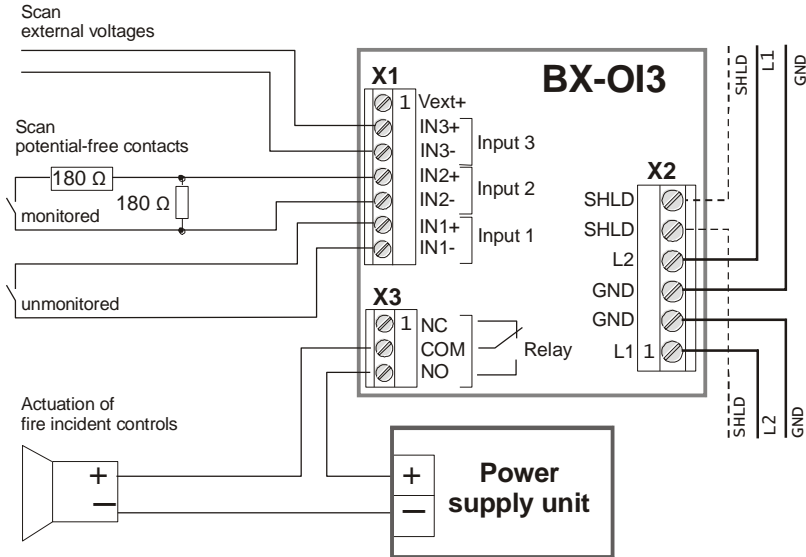 Scan
external voltages
Scan
potential-free contacts
180 Ω
180 Ω
monitored
unmonitored
Actuation of
fire incident controls
+
−
BX-OI3
X1
1 Vext+
IN3+
IN3-
Input 3
IN2+
IN2-
Input 2
IN1+
IN1-
Input 1
X3
1 NC
COM
NO
Relay
X2
SHLD
SHLD
L2
GND
GND
L1 1
SHLD
L1
GND
SHLD
L2
GND
+
−
Power
supply unit